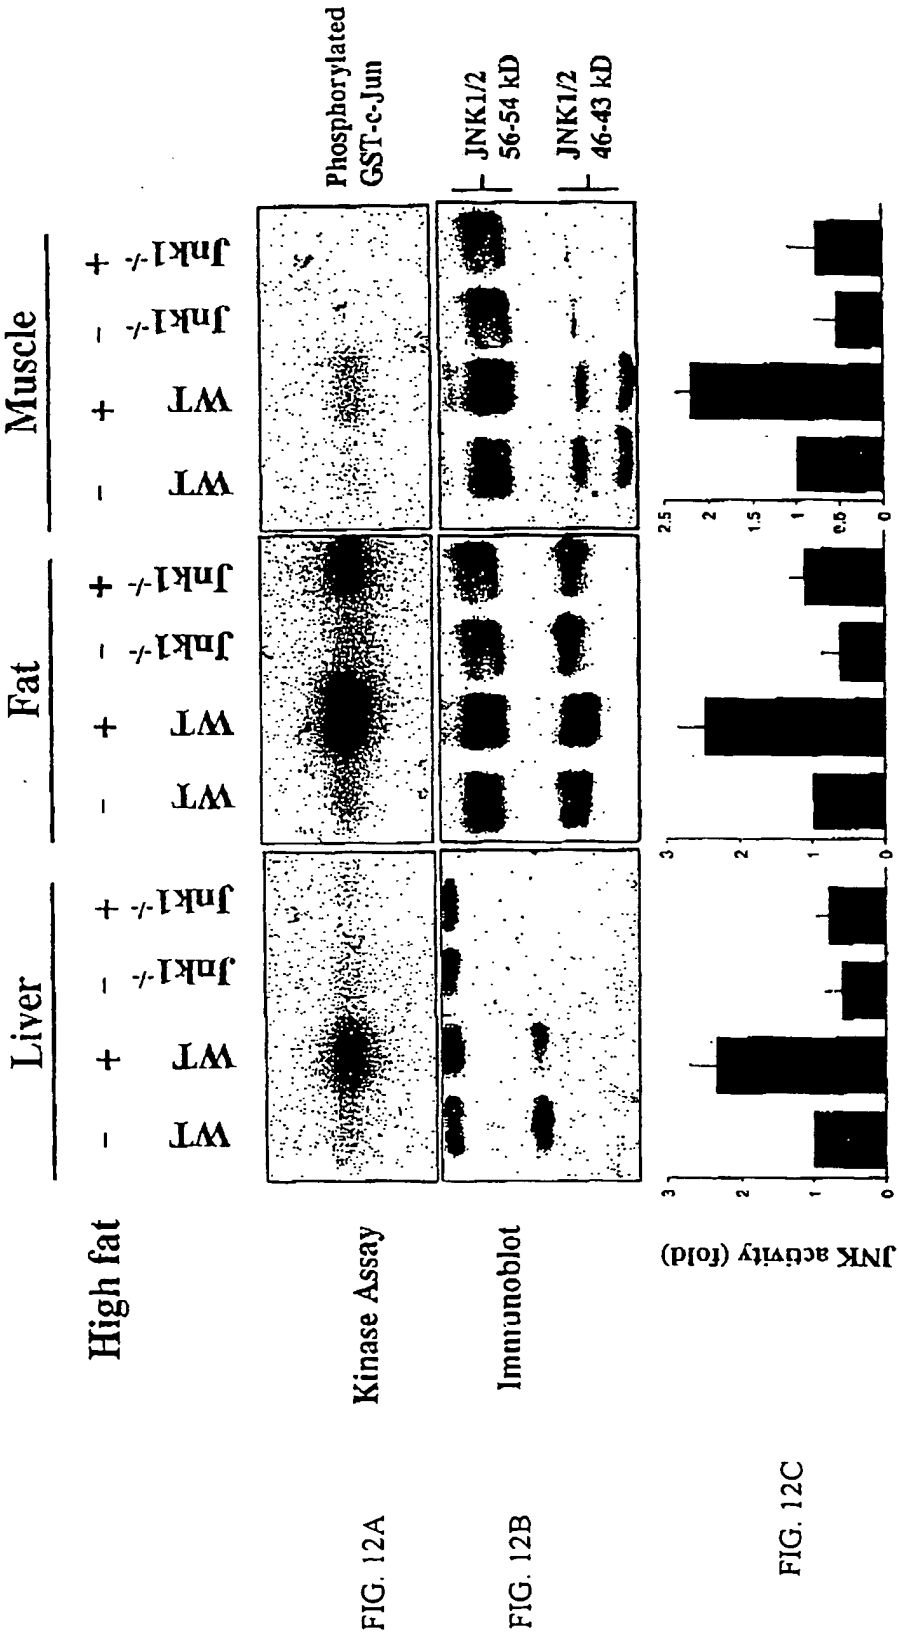 Liver Fat Muscle
High fat - + - + - + - + - + - +
WT WT Jnk1-/- Jnk1-/- WT WT Jnk1-/- Jnk1-/- WT WT Jnk1-/- Jnk1-/-
FIG. 12A
Kinase Assay
Phosphorylated
GST-c-Jun
FIG. 12B
Immunoblot
JNK1/2
56-54 kD
JNK1/2
46-43 kD
FIG. 12C
JNK activity (fold)
3
2
1
0
3
2
1
0
2.5
2
1.5
1
0.5
0